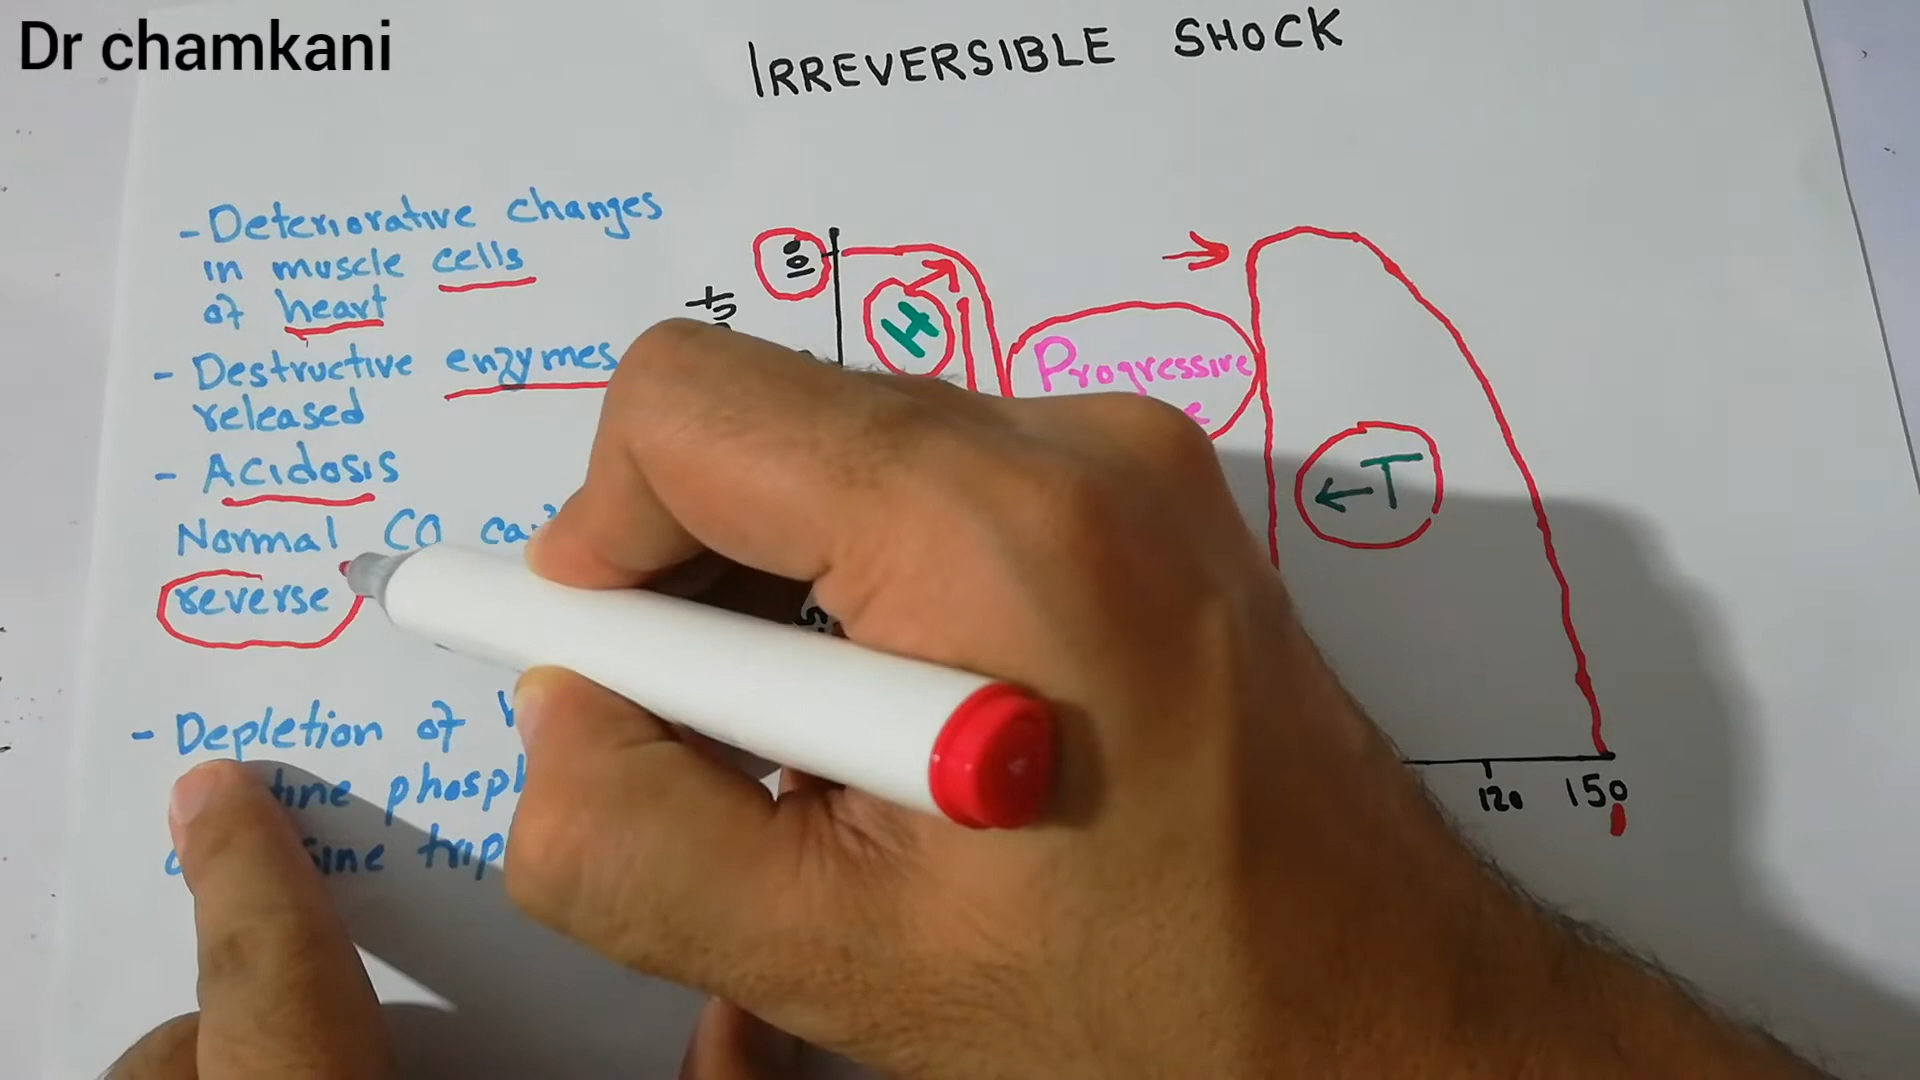 Dr chamkani
IRREVERSIBLE SHOCK
- Deteriorative changes
in muscle cells
of heart
- Destructive enzymes
released
- Acidosis
Normal CO
reverse
- Depletion of
100
H
Progressive
T
120 150